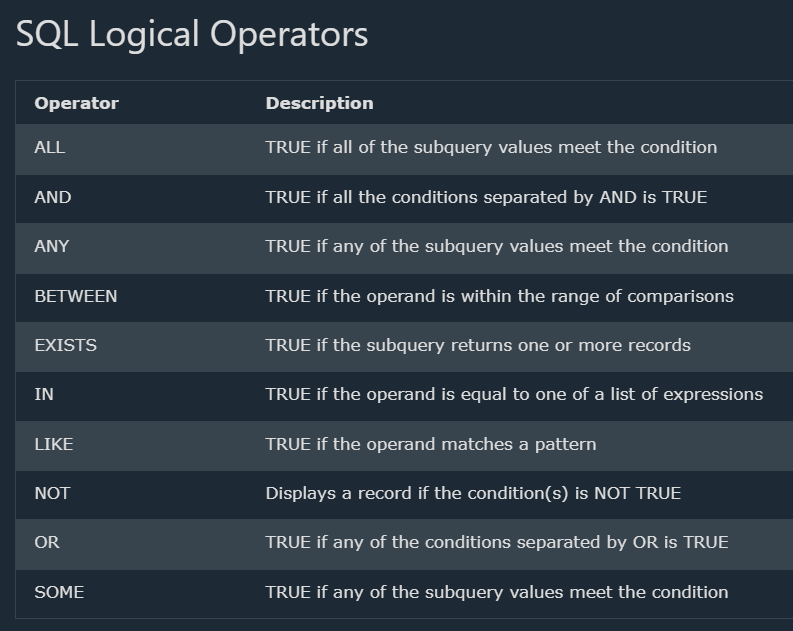 SQL Logical Operators
Operator Description
ALL TRUE if all of the subquery values meet the condition
AND TRUE if all the conditions separated by AND is TRUE
ANY TRUE if any of the subquery values meet the condition
BETWEEN TRUE if the operand is within the range of comparisons
EXISTS TRUE if the subquery returns one or more records
IN TRUE if the operand is equal to one of a list of expressions
LIKE TRUE if the operand matches a pattern
NOT Displays a record if the condition(s) is NOT TRUE
OR TRUE if any of the conditions separated by OR is TRUE
SOME TRUE if any of the subquery values meet the condition